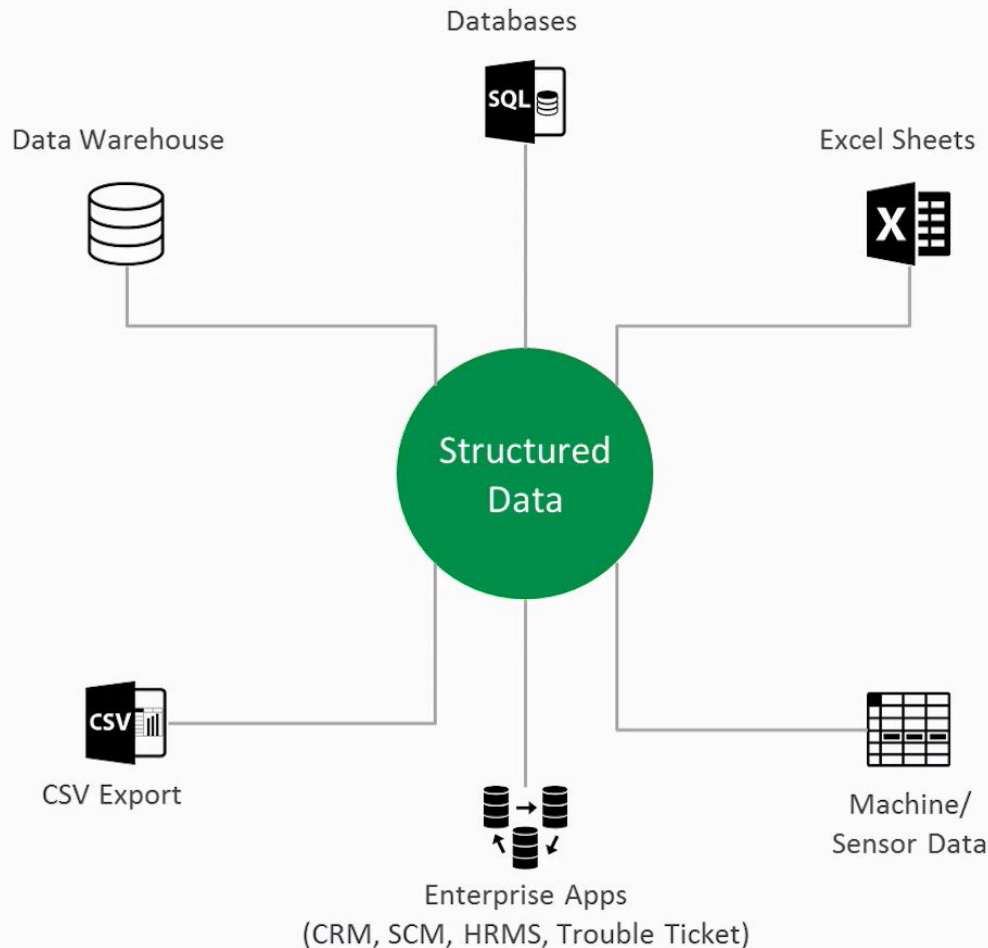 Databases
SQL
Data Warehouse
Excel Sheets
X
Structured
Data
CSV
CSV Export
Machine/
Sensor Data
Enterprise Apps
(CRM, SCM, HRMS, Trouble Ticket)